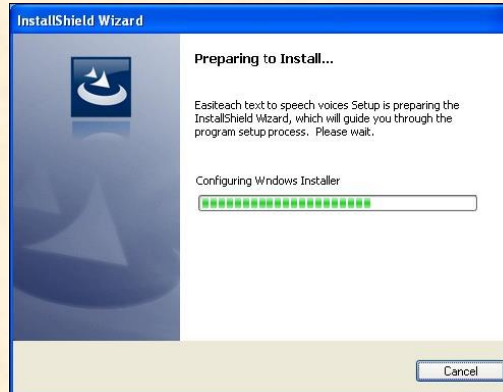 InstallShield Wizard
Preparing to Install...
Easiteach text to speech voices Setup is preparing the
InstallShield Wizard, which will guide you through the
program setup process. Please wait.
Configuring Wndows Installer
Cancel